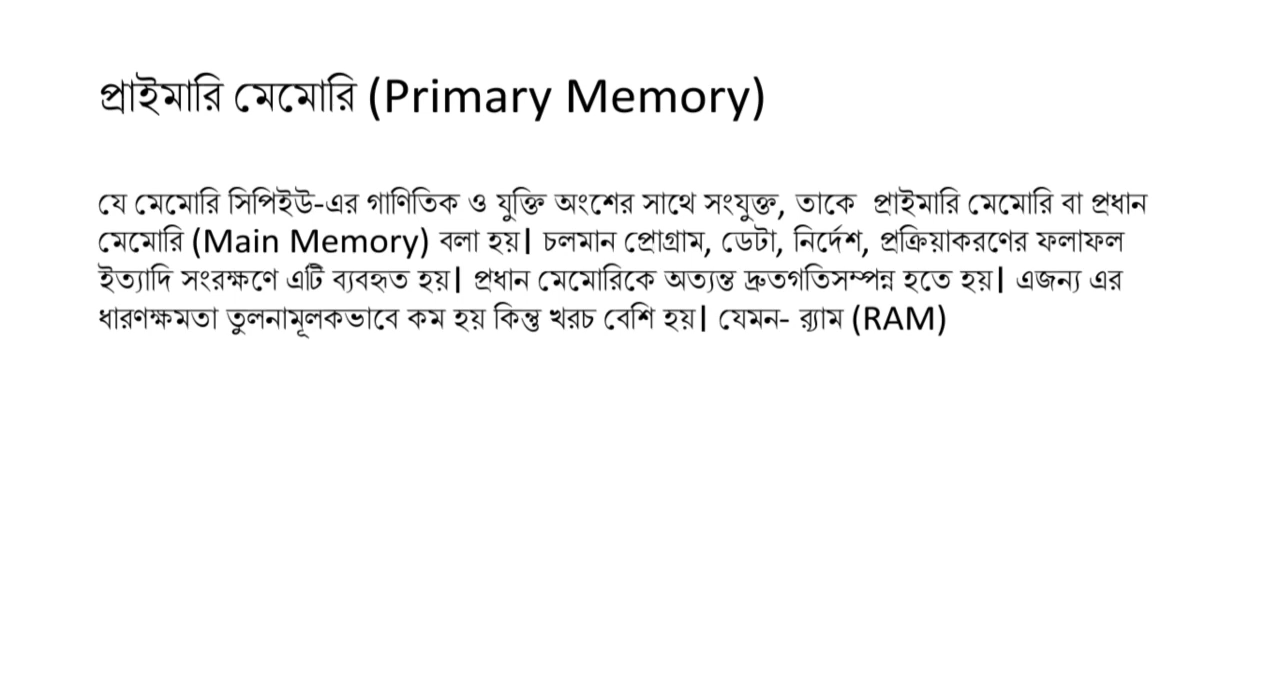 প্রাইমারি মেমোরি (Primary Memory)
যে মেমোরি সিপিইউ-এর গাণিতিক ও যুক্তি অংশের সাথে সংযুক্ত, তাকে প্রাইমারি মেমোরি বা প্রধান
মেমোরি (Main Memory) বলা হয়| চলমান প্রোগ্রাম, ডেটা, নির্দেশ, প্রক্রিয়াকরণের ফলাফল
ইত্যাদি সংরক্ষণে এটি ব্যবহৃত হয়| প্রধান মেমোরিকে অত্যন্ত দ্রুতগতিসম্পন্ন হতে হয়| এজন্য এর
ধারণক্ষমতা তুলনামূলকভাবে কম হয় কিন্তু খরচ বেশি হয়| যেমন- র‍্যাম (RAM)